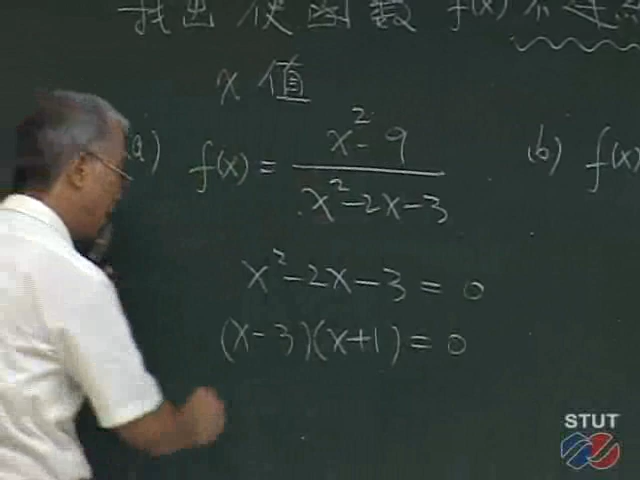 找出使函數 f(x) 不連
x 值
(a) f(x) = (x² - 9) / (x² - 2x - 3)
(b) f(x)
x² - 2x - 3 = 0
(x - 3)(x + 1) = 0
STUT